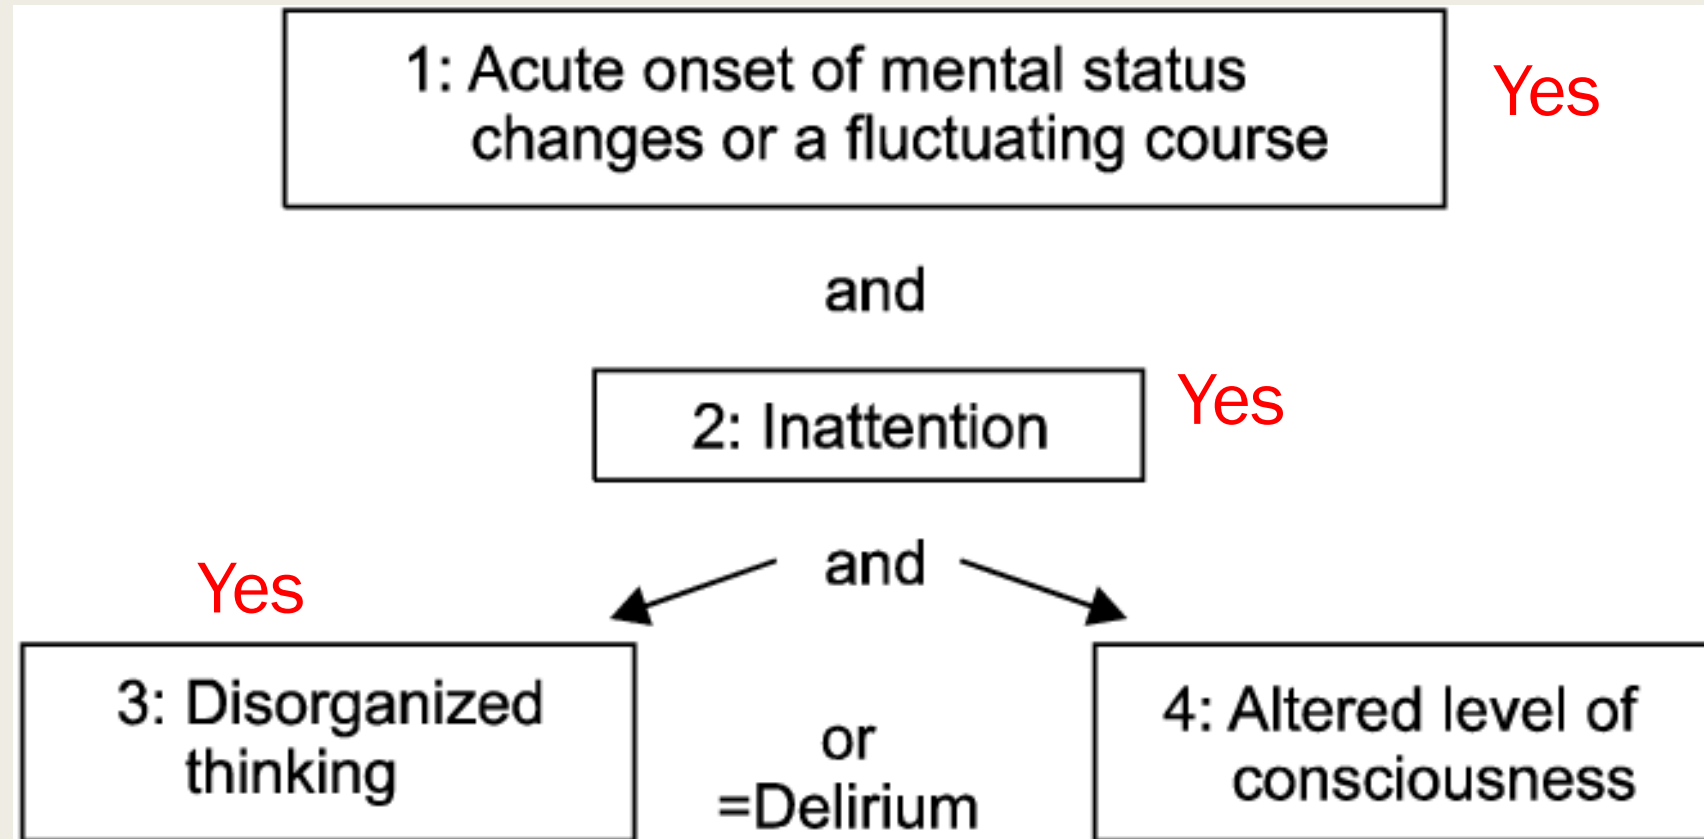 1: Acute onset of mental status
changes or a fluctuating course
Yes
and
2: Inattention
Yes
and
Yes
3: Disorganized
thinking
or
=Delirium
4: Altered level of
consciousness